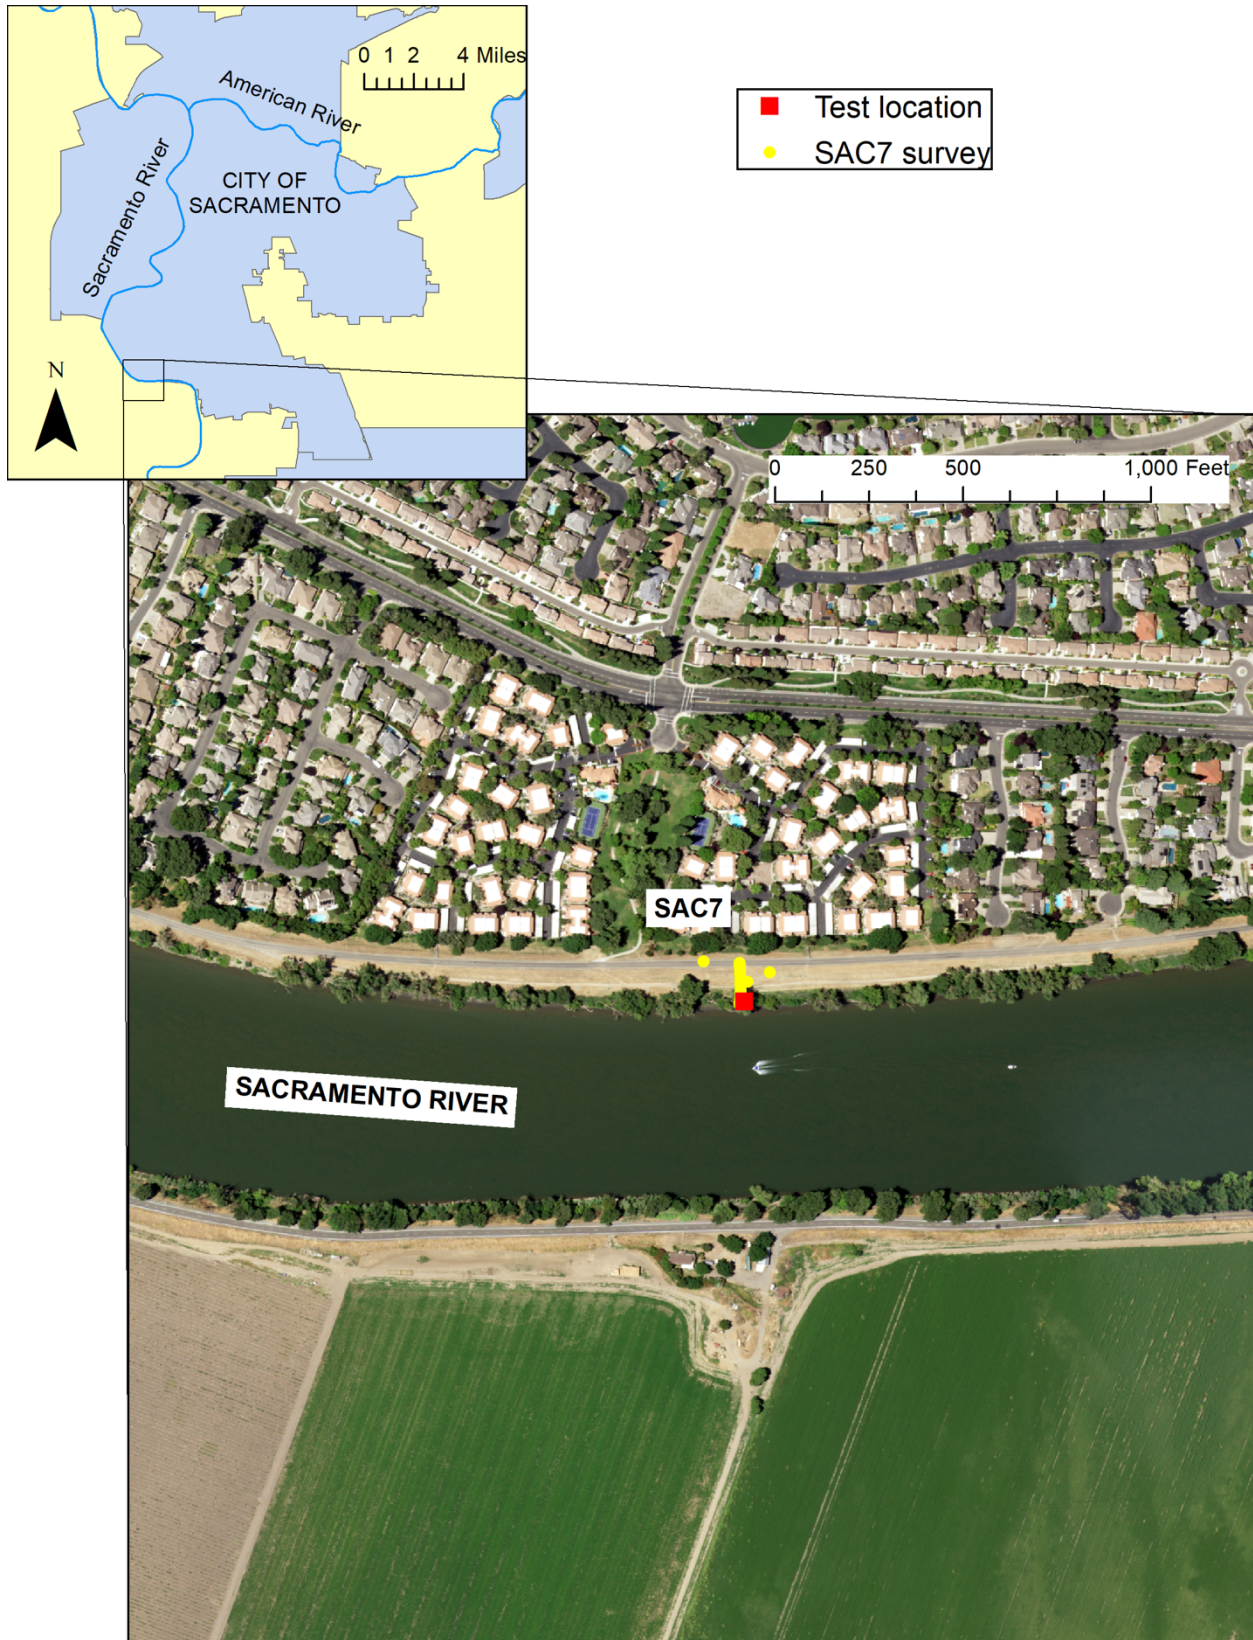 0 1 2 4 Miles
American River
Sacramento River
CITY OF
SACRAMENTO
N
Test location
SAC7 survey
0 250 500 1,000 Feet
SAC7
SACRAMENTO RIVER